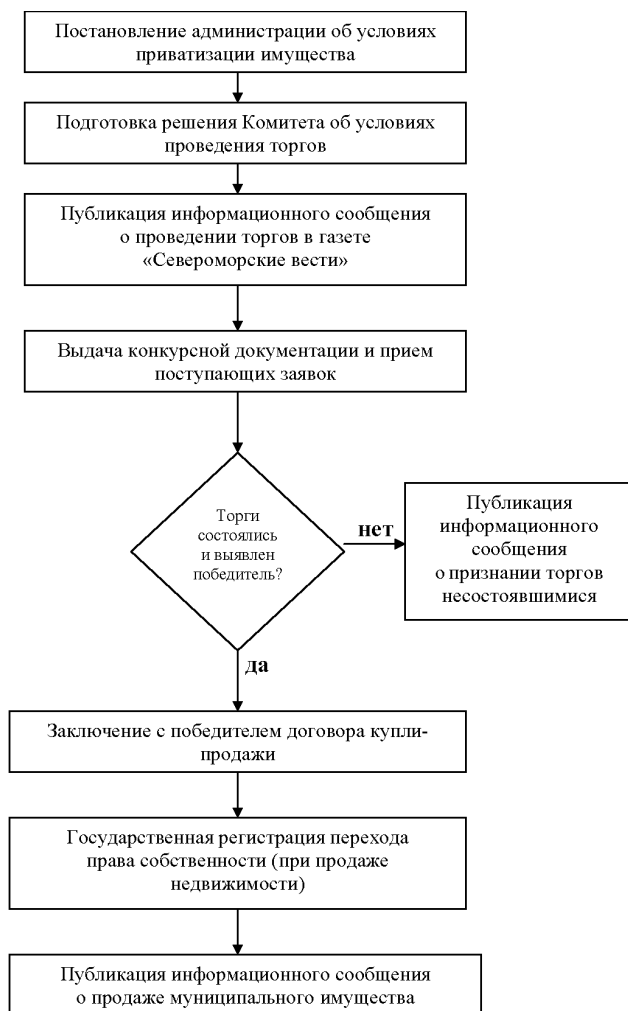 Постановление администрации об условиях
приватизации имущества
Подготовка решения Комитета об условиях
проведения торгов
Публикация информационного сообщения
о проведении торгов в газете
«Североморские вести»
Выдача конкурсной документации и прием
поступающих заявок
Торги
состоялись
и выявлен
победитель?
нет
Публикация
информационного
сообщения
о признании торгов
несостоявшимися
да
Заключение с победителем договора купли-
продажи
Государственная регистрация перехода
права собственности (при продаже
недвижимости)
Публикация информационного сообщения
о продаже муниципального имущества